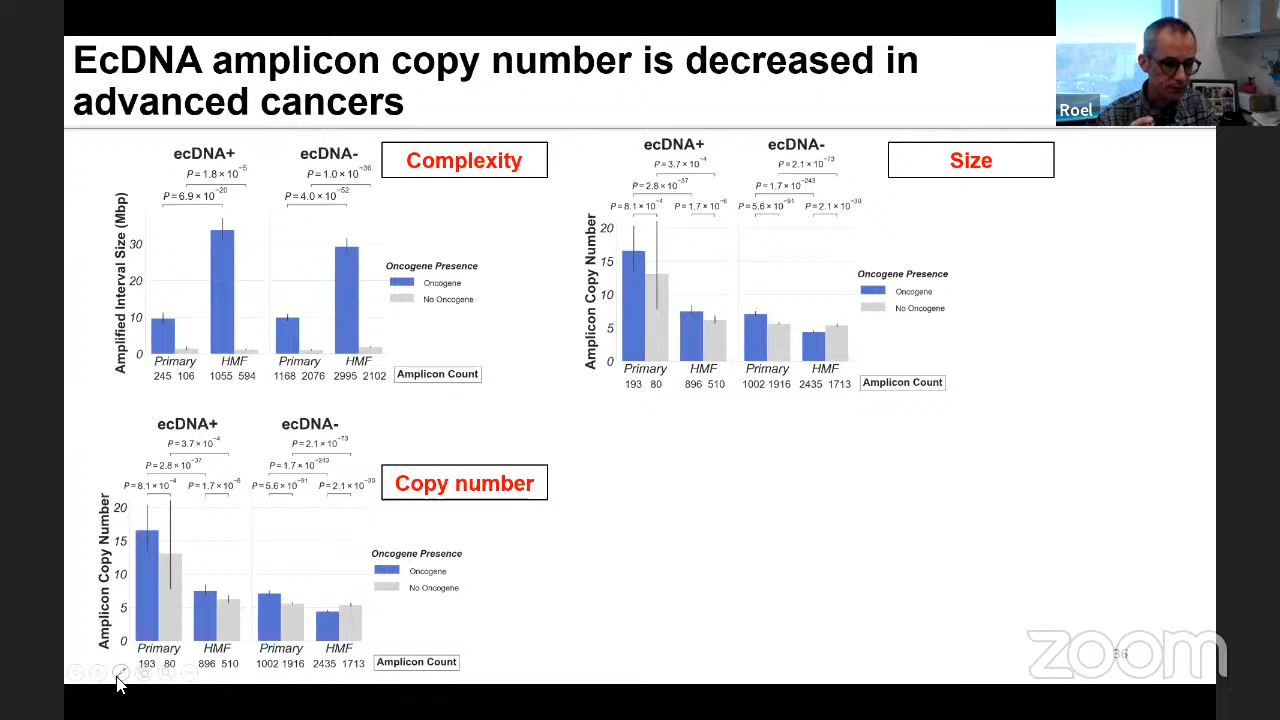 EcDNA amplicon copy number is decreased in
advanced cancers
Roel
ecDNA+ ecDNA-
Complexity
P = 1.8 × 10⁻⁵ P = 1.0 × 10⁻³⁶
P = 6.9 × 10⁻²⁰ P = 4.0 × 10⁻⁵²
Amplified Interval Size (Mbp)
30
20
10
0
Oncogene Presence
Oncogene
No Oncogene
Primary HMF Primary HMF
245 106 1055 594 1168 2076 2995 2102 Amplicon Count
ecDNA+ ecDNA-
Size
P = 3.7 × 10⁻⁴ P = 2.1 × 10⁻⁷³
P = 2.8 × 10⁻³⁷ P = 1.7 × 10⁻²⁴³
P = 8.1 × 10⁻⁴ P = 1.7 × 10⁻⁶ P = 5.6 × 10⁻⁹¹ P = 2.1 × 10⁻³⁰
Amplicon Copy Number
20
15
10
5
0
Oncogene Presence
Oncogene
No Oncogene
Primary HMF Primary HMF
193 80 896 510 1002 1916 2435 1713 Amplicon Count
ecDNA+ ecDNA-
Copy number
P = 3.7 × 10⁻⁴ P = 2.1 × 10⁻⁷³
P = 2.8 × 10⁻³⁷ P = 1.7 × 10⁻²⁴³
P = 8.1 × 10⁻⁴ P = 1.7 × 10⁻⁶ P = 5.6 × 10⁻⁹¹ P = 2.1 × 10⁻³⁰
Amplicon Copy Number
20
15
10
5
0
Oncogene Presence
Oncogene
No Oncogene
Primary HMF Primary HMF
193 80 896 510 1002 1916 2435 1713 Amplicon Count
zoom
36